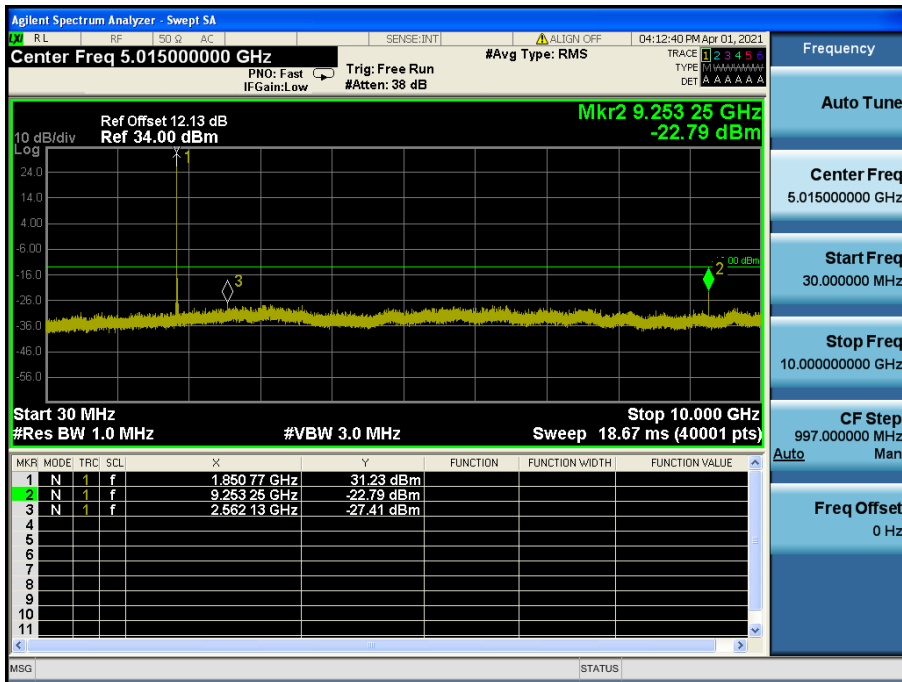 Agilent Spectrum Analyzer - Swept SA
LXI RL RF 50 Ω AC SENSE:INT ALIGN OFF 04:12:40 PM Apr 01, 2021
Center Freq 5.015000000 GHz
PNO: Fast
IFGain:Low
Trig: Free Run
#Atten: 38 dB
#Avg Type: RMS
TRACE 1 2 3 4 5 6
TYPE M WWWWW
DET A A A A A A
Frequency
Auto Tune
Center Freq
5.015000000 GHz
Start Freq
30.000000 MHz
Stop Freq
10.000000000 GHz
CF Step
997.000000 MHz
Auto Man
Freq Offset
0 Hz
Mkr2 9.253 25 GHz
-22.79 dBm
Ref Offset 12.13 dB
10 dB/div Ref 34.00 dBm
Log
1
24.0
14.0
4.00
-6.00
00 dBm
2
-16.0
3
-26.0
-36.0
-46.0
-56.0
Start 30 MHz Stop 10.000 GHz
#Res BW 1.0 MHz #VBW 3.0 MHz Sweep 18.67 ms (40001 pts)
MKR MODE TRC SCL X Y FUNCTION FUNCTION WIDTH FUNCTION VALUE
1 N 1 f 1.850 77 GHz 31.23 dBm
2 N 1 f 9.253 25 GHz -22.79 dBm
3 N 1 f 2.562 13 GHz -27.41 dBm
4
5
6
7
8
9
10
11
MSG STATUS